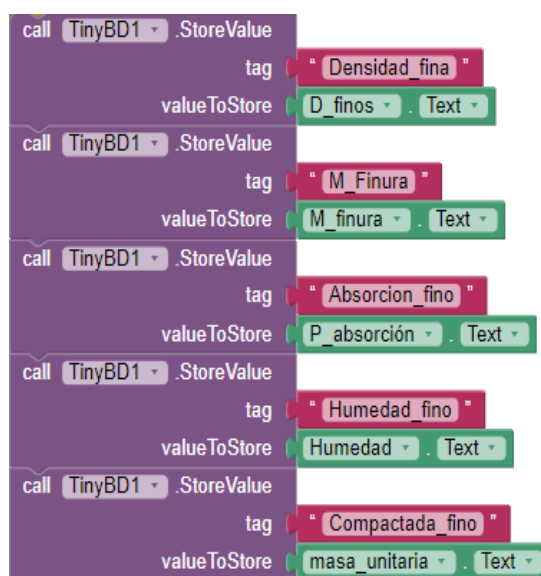 call TinyBD1 .StoreValue
tag " Densidad_fina "
valueToStore D_finos . Text
call TinyBD1 .StoreValue
tag " M_Finura "
valueToStore M_finura . Text
call TinyBD1 .StoreValue
tag " Absorcion_fino "
valueToStore P_absorción . Text
call TinyBD1 .StoreValue
tag " Humedad_fino "
valueToStore Humedad . Text
call TinyBD1 .StoreValue
tag " Compactada_fino "
valueToStore masa_unitaria . Text